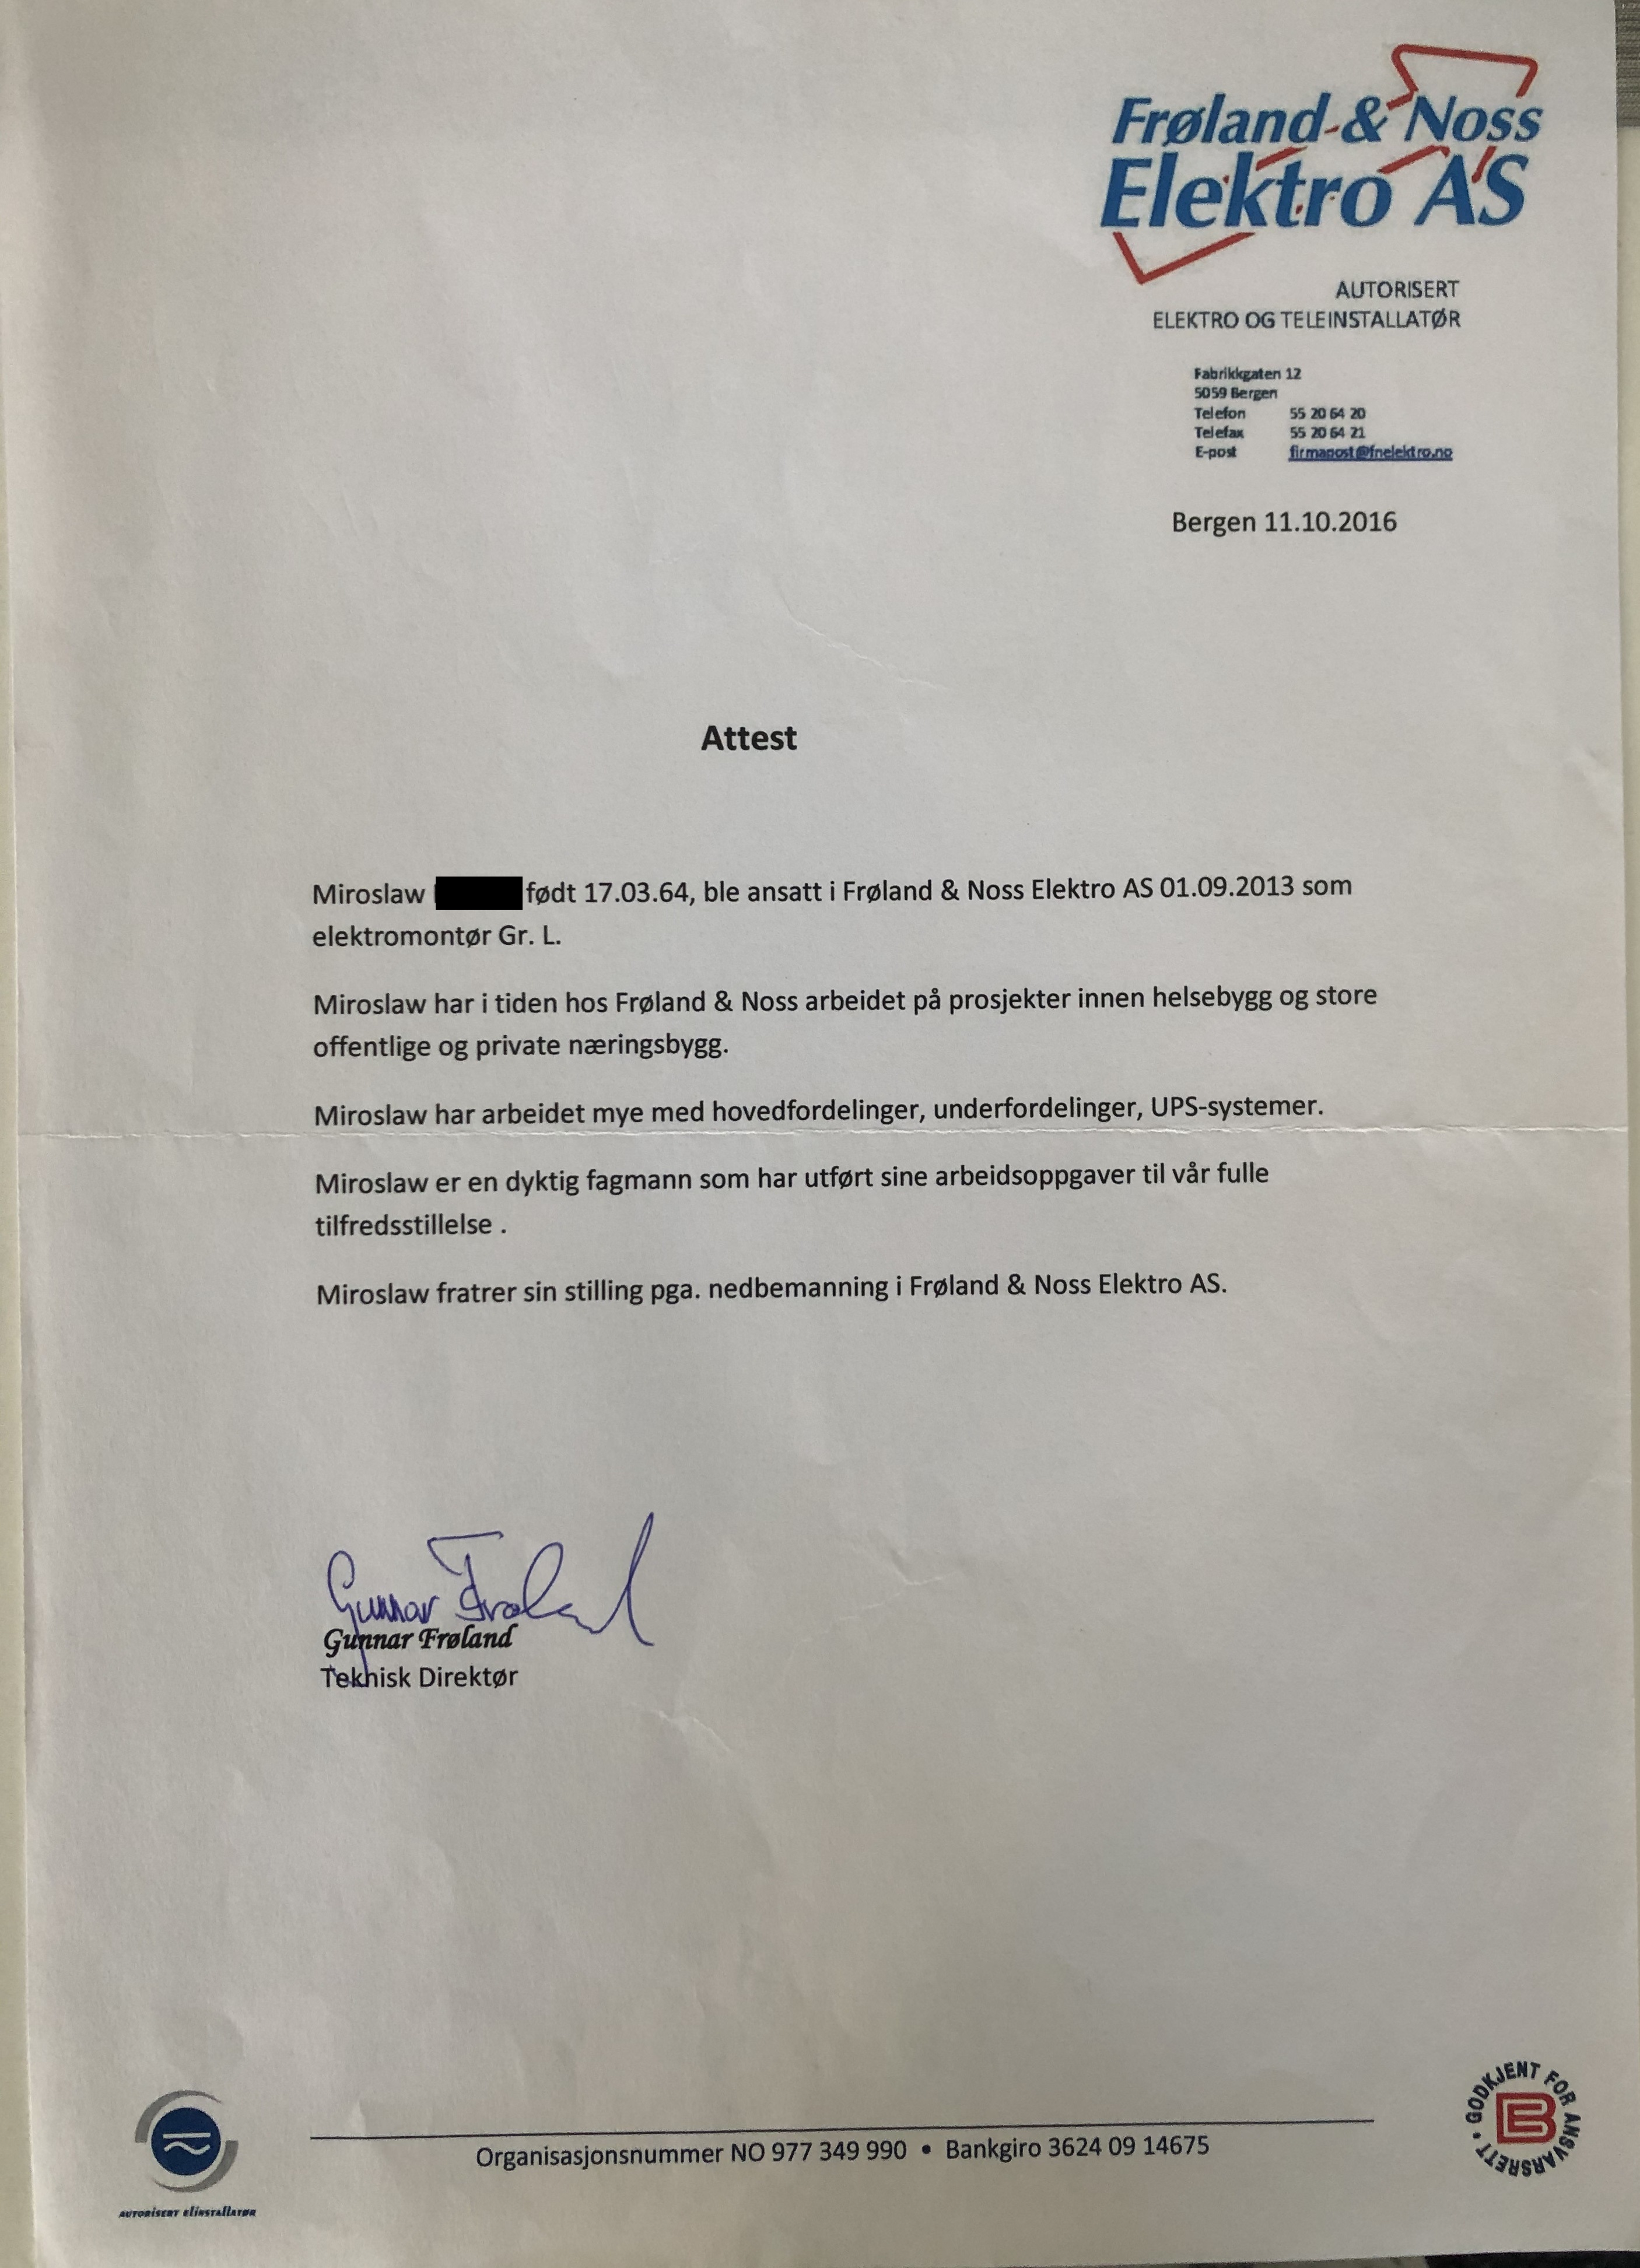 Frøland & Noss
Elektro AS
AUTORISERT
ELEKTRO OG TELEINSTALLATØR
Fabrikkgaten 12
5059 Bergen
Telefon 55 20 64 20
Telefax 55 20 64 21
E-post firmapost@fnelektro.no
Bergen 11.10.2016
Attest
Miroslaw født 17.03.64, ble ansatt i Frøland & Noss Elektro AS 01.09.2013 som
elektromontør Gr. L.
Miroslaw har i tiden hos Frøland & Noss arbeidet på prosjekter innen helsebygg og store
offentlige og private næringsbygg.
Miroslaw har arbeidet mye med hovedfordelinger, underfordelinger, UPS-systemer.
Miroslaw er en dyktig fagmann som har utført sine arbeidsoppgaver til vår fulle
tilfredsstillelse .
Miroslaw fratrer sin stilling pga. nedbemanning i Frøland & Noss Elektro AS.
Gunnar Frøland
Gunnar Frøland
Teknisk Direktør
Organisasjonsnummer NO 977 349 990 • Bankgiro 3624 09 14675
AUTORISERT ELINSTALLATØR
GODKJENT FOR ANSVARSRETT •
B